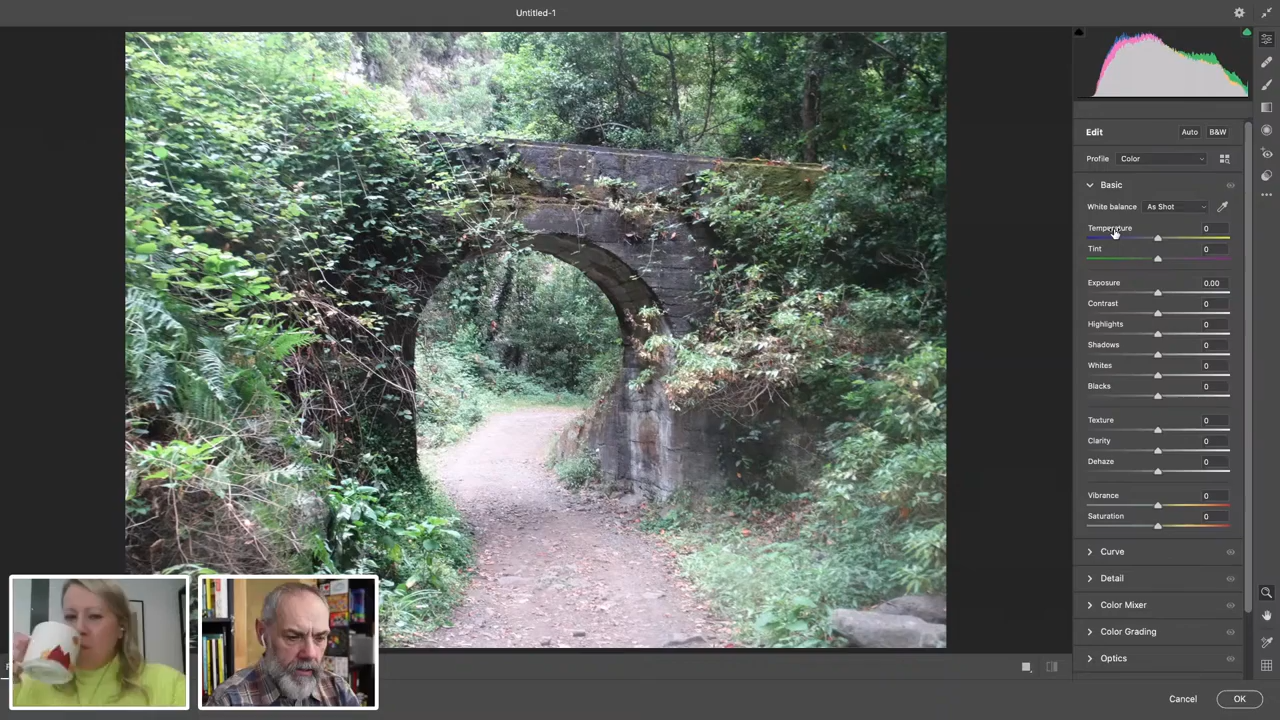 Untitled-1
Edit
Auto
B&W
Profile
Color
Basic
White balance
As Shot
Temperature
0
Tint
0
Exposure
0.00
Contrast
0
Highlights
0
Shadows
0
Whites
0
Blacks
0
Texture
0
Clarity
0
Dehaze
0
Vibrance
0
Saturation
0
Curve
Detail
Color Mixer
Color Grading
Optics
Cancel
OK